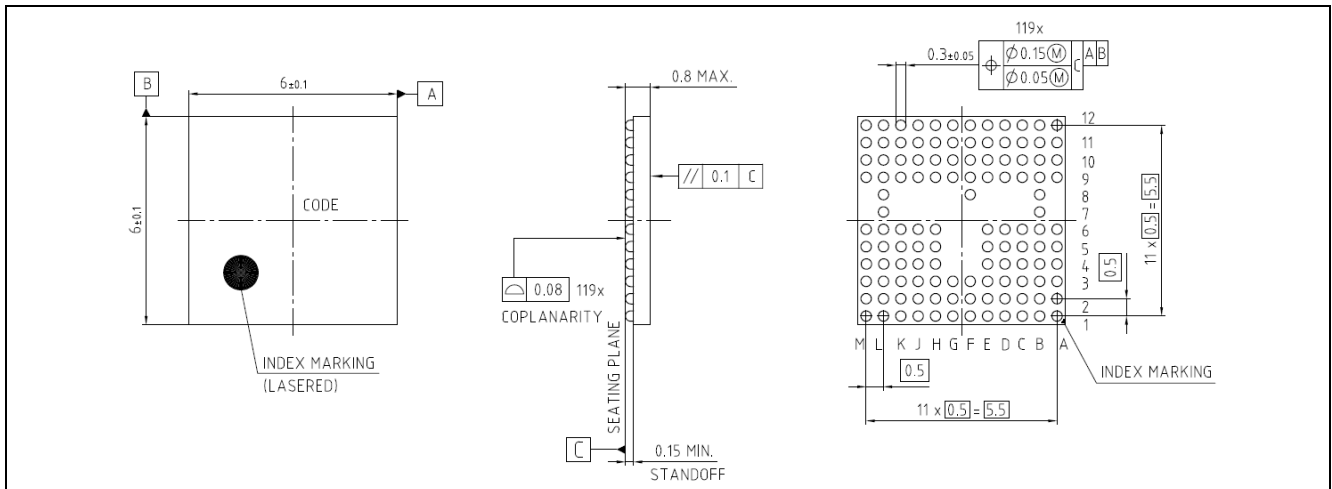 B
6±0.1
A
6±0.1
CODE
INDEX MARKING
(LASERED)
0.8 MAX.
// 0.1 C
0.08 119x
COPLANARITY
SEATING PLANE
C
0.15 MIN.
STANDOFF
119x
0.3±0.05
⌖ Ø0.15Ⓜ C A B
Ø0.05Ⓜ
12
11
10
9
8
7
6
5
4
3
2
1
M L K J H G F E D C B A
11 x 0.5 = 5.5
0.5
0.5
11 x 0.5 = 5.5
INDEX MARKING